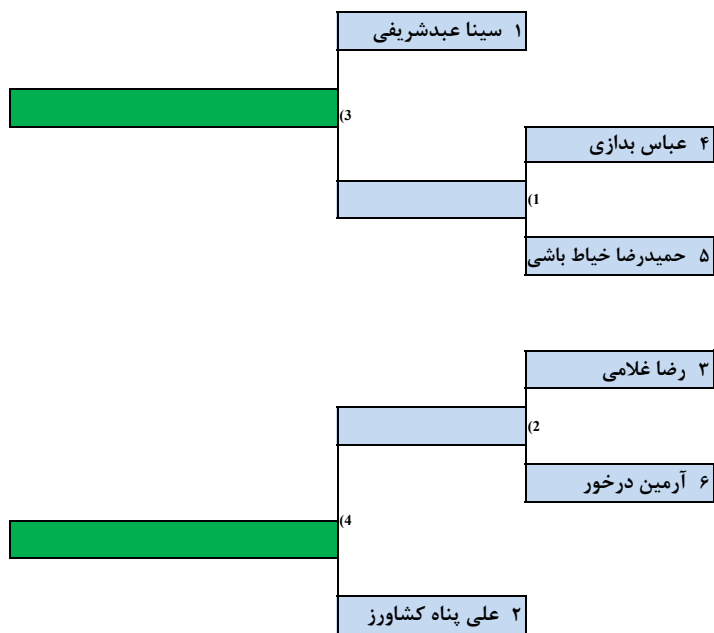 ۱ سینا عبدشریفی
(3
۴ عباس بدازی
(1
۵ حمیدرضا خیاط باشی
۳ رضا غلامی
(2
۶ آرمین درخور
(4
۲ علی پناه کشاورز